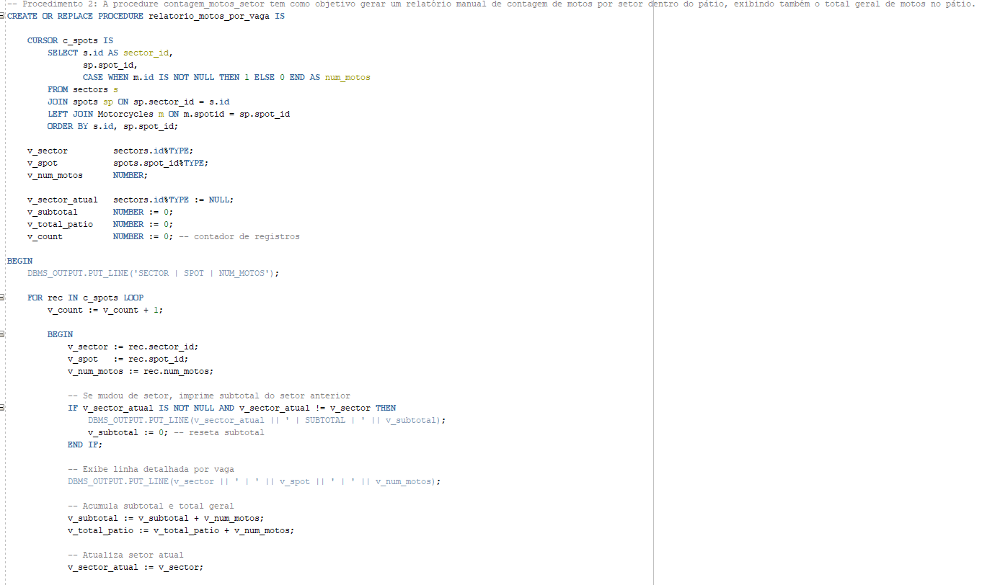 -- Procedimento 2: A procedure contagem_motos_setor tem como objetivo gerar um relatório manual de contagem de motos por setor dentro do pátio, exibindo também o total geral de motos no pátio.
CREATE OR REPLACE PROCEDURE relatorio_motos_por_vaga IS
    CURSOR c_spots IS
        SELECT s.id AS sector_id,
               sp.spot_id,
               CASE WHEN m.id IS NOT NULL THEN 1 ELSE 0 END AS num_motos
        FROM sectors s
        JOIN spots sp ON sp.sector_id = s.id
        LEFT JOIN Motorcycles m ON m.spotid = sp.spot_id
        ORDER BY s.id, sp.spot_id;
    v_sector         sectors.id%TYPE;
    v_spot           spots.spot_id%TYPE;
    v_num_motos      NUMBER;
    v_sector_atual   sectors.id%TYPE := NULL;
    v_subtotal       NUMBER := 0;
    v_total_patio    NUMBER := 0;
    v_count          NUMBER := 0; -- contador de registros
BEGIN
    DBMS_OUTPUT.PUT_LINE('SECTOR | SPOT | NUM_MOTOS');
    FOR rec IN c_spots LOOP
        v_count := v_count + 1;
        BEGIN
            v_sector := rec.sector_id;
            v_spot   := rec.spot_id;
            v_num_motos := rec.num_motos;
            -- Se mudou de setor, imprime subtotal do setor anterior
            IF v_sector_atual IS NOT NULL AND v_sector_atual != v_sector THEN
                DBMS_OUTPUT.PUT_LINE(v_sector_atual || ' | SUBTOTAL | ' || v_subtotal);
                v_subtotal := 0; -- reseta subtotal
            END IF;
            -- Exibe linha detalhada por vaga
            DBMS_OUTPUT.PUT_LINE(v_sector || ' | ' || v_spot || ' | ' || v_num_motos);
            -- Acumula subtotal e total geral
            v_subtotal := v_subtotal + v_num_motos;
            v_total_patio := v_total_patio + v_num_motos;
            -- Atualiza setor atual
            v_sector_atual := v_sector;